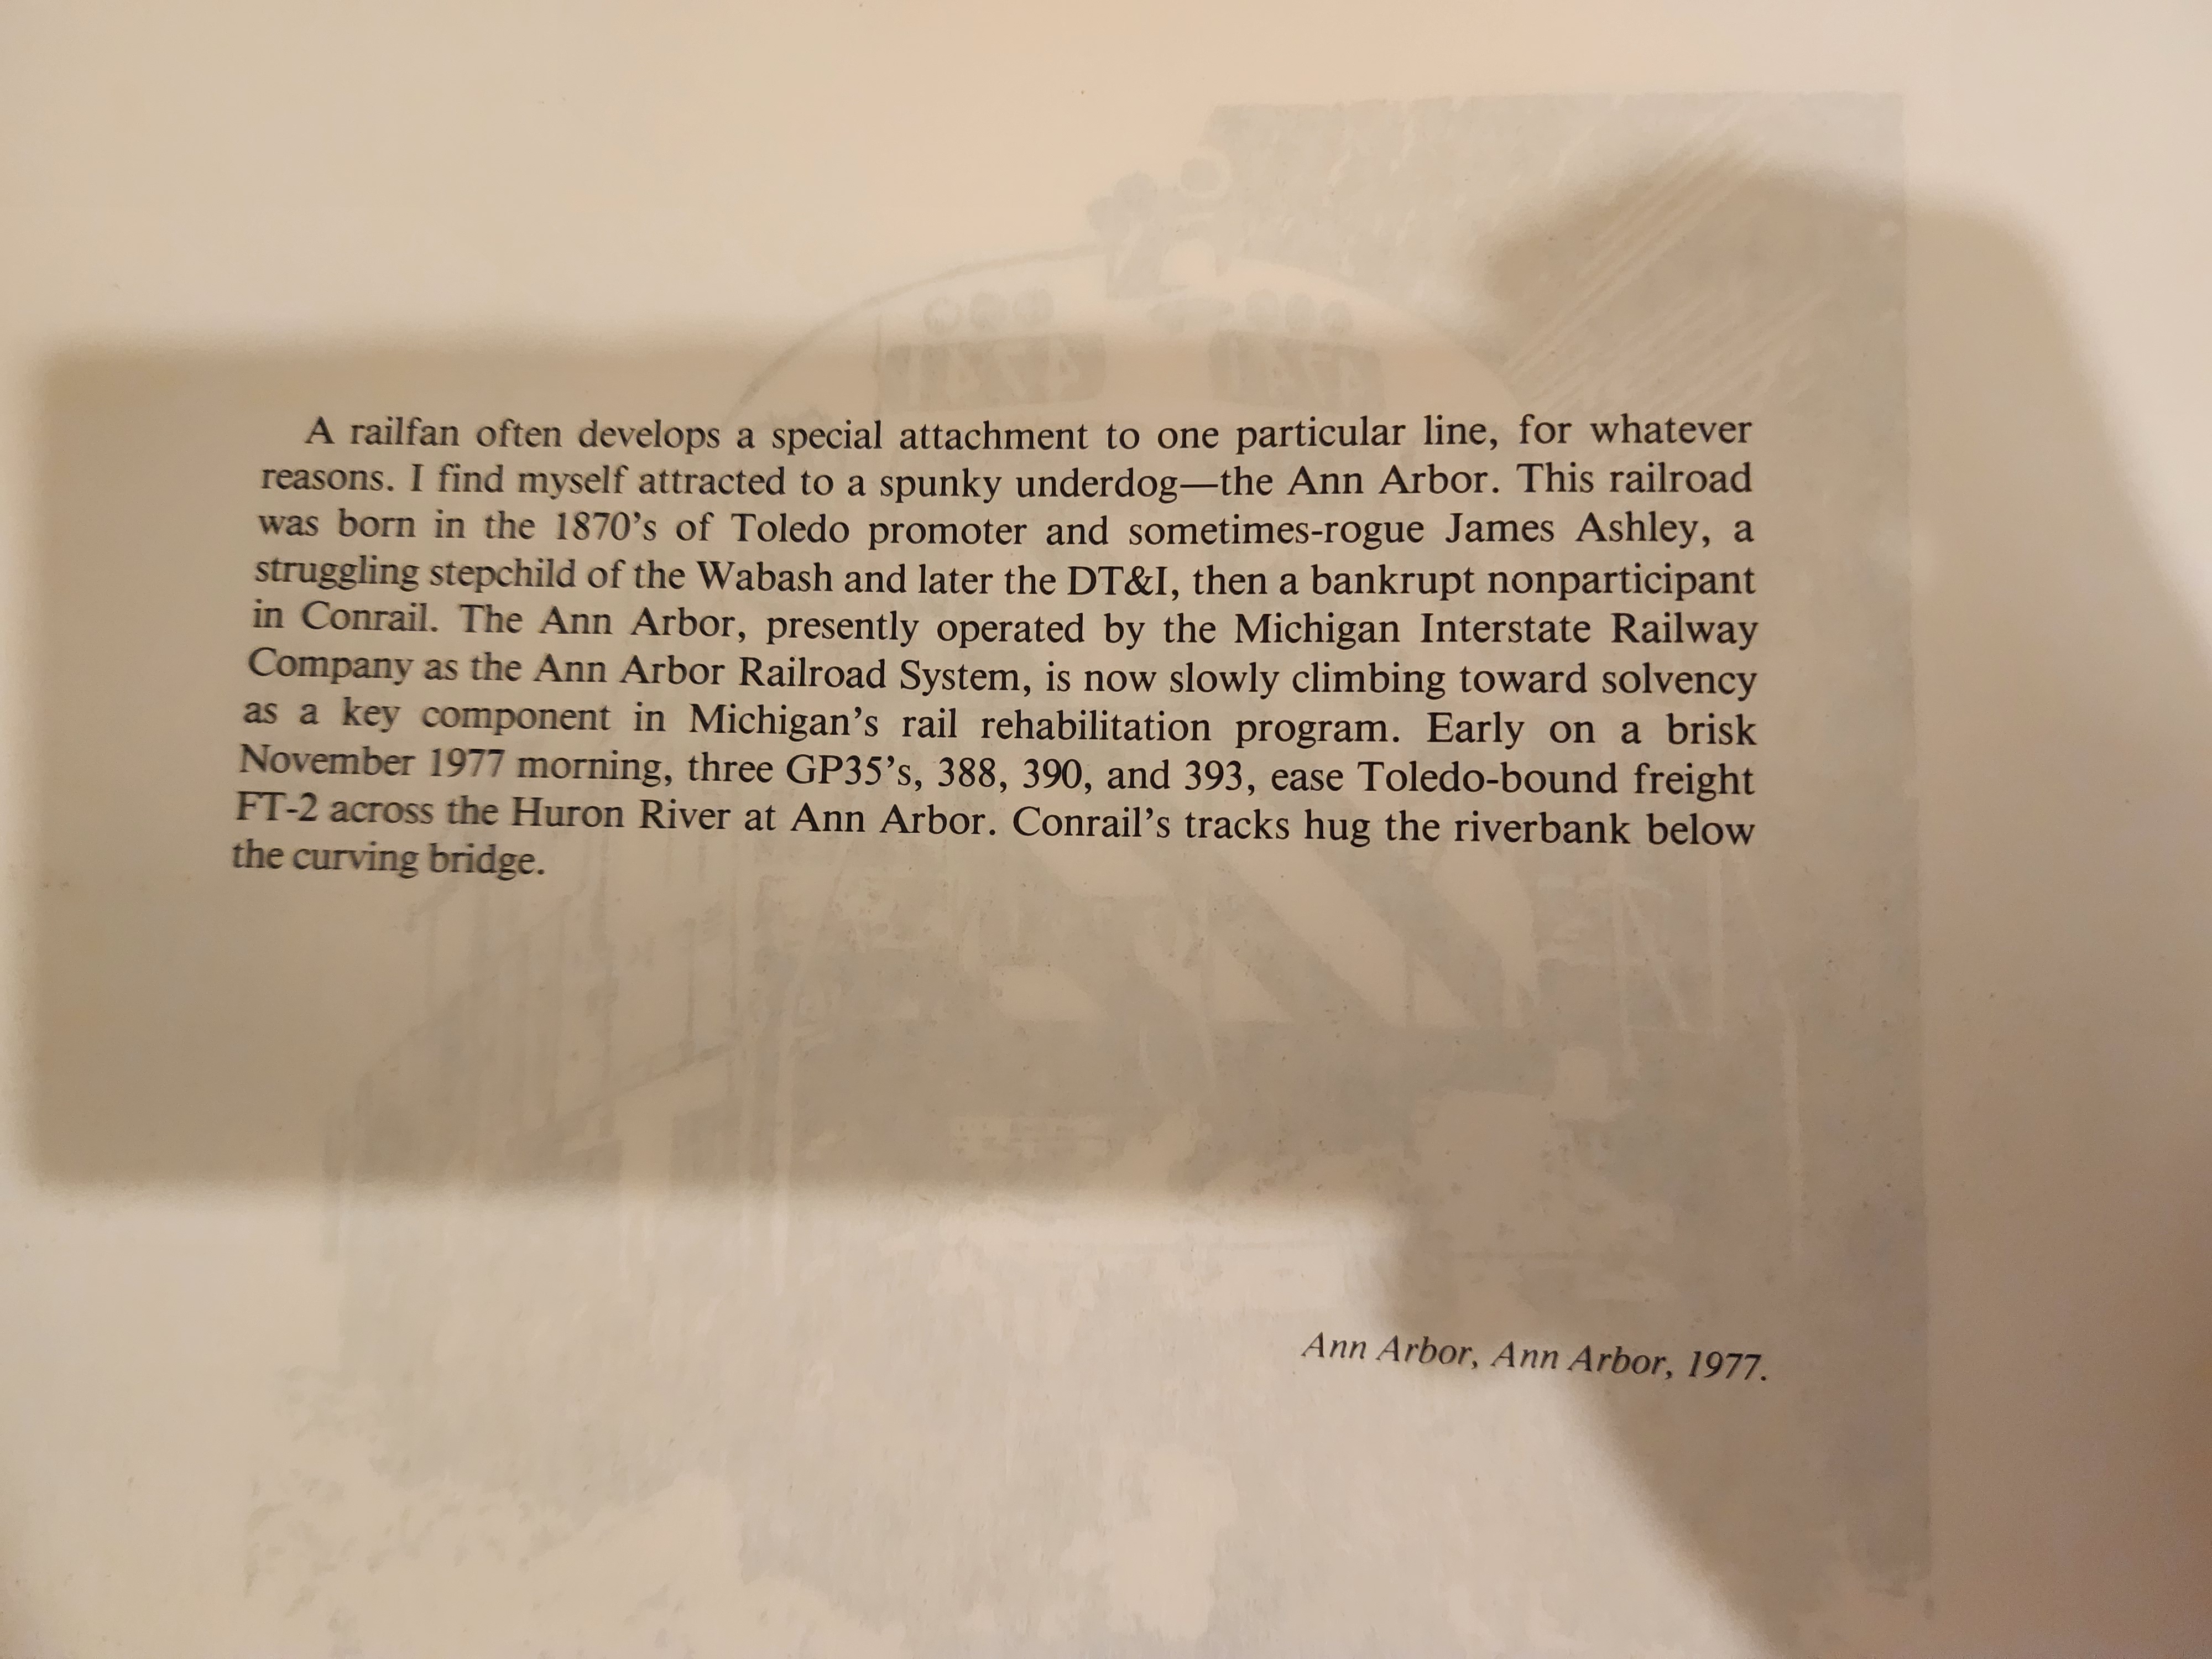 A railfan often develops a special attachment to one particular line, for whatever
reasons. I find myself attracted to a spunky underdog—the Ann Arbor. This railroad
was born in the 1870's of Toledo promoter and sometimes-rogue James Ashley, a
struggling stepchild of the Wabash and later the DT&I, then a bankrupt nonparticipant
in Conrail. The Ann Arbor, presently operated by the Michigan Interstate Railway
Company as the Ann Arbor Railroad System, is now slowly climbing toward solvency
as a key component in Michigan's rail rehabilitation program. Early on a brisk
November 1977 morning, three GP35's, 388, 390, and 393, ease Toledo-bound freight
FT-2 across the Huron River at Ann Arbor. Conrail's tracks hug the riverbank below
the curving bridge.
Ann Arbor, Ann Arbor, 1977.